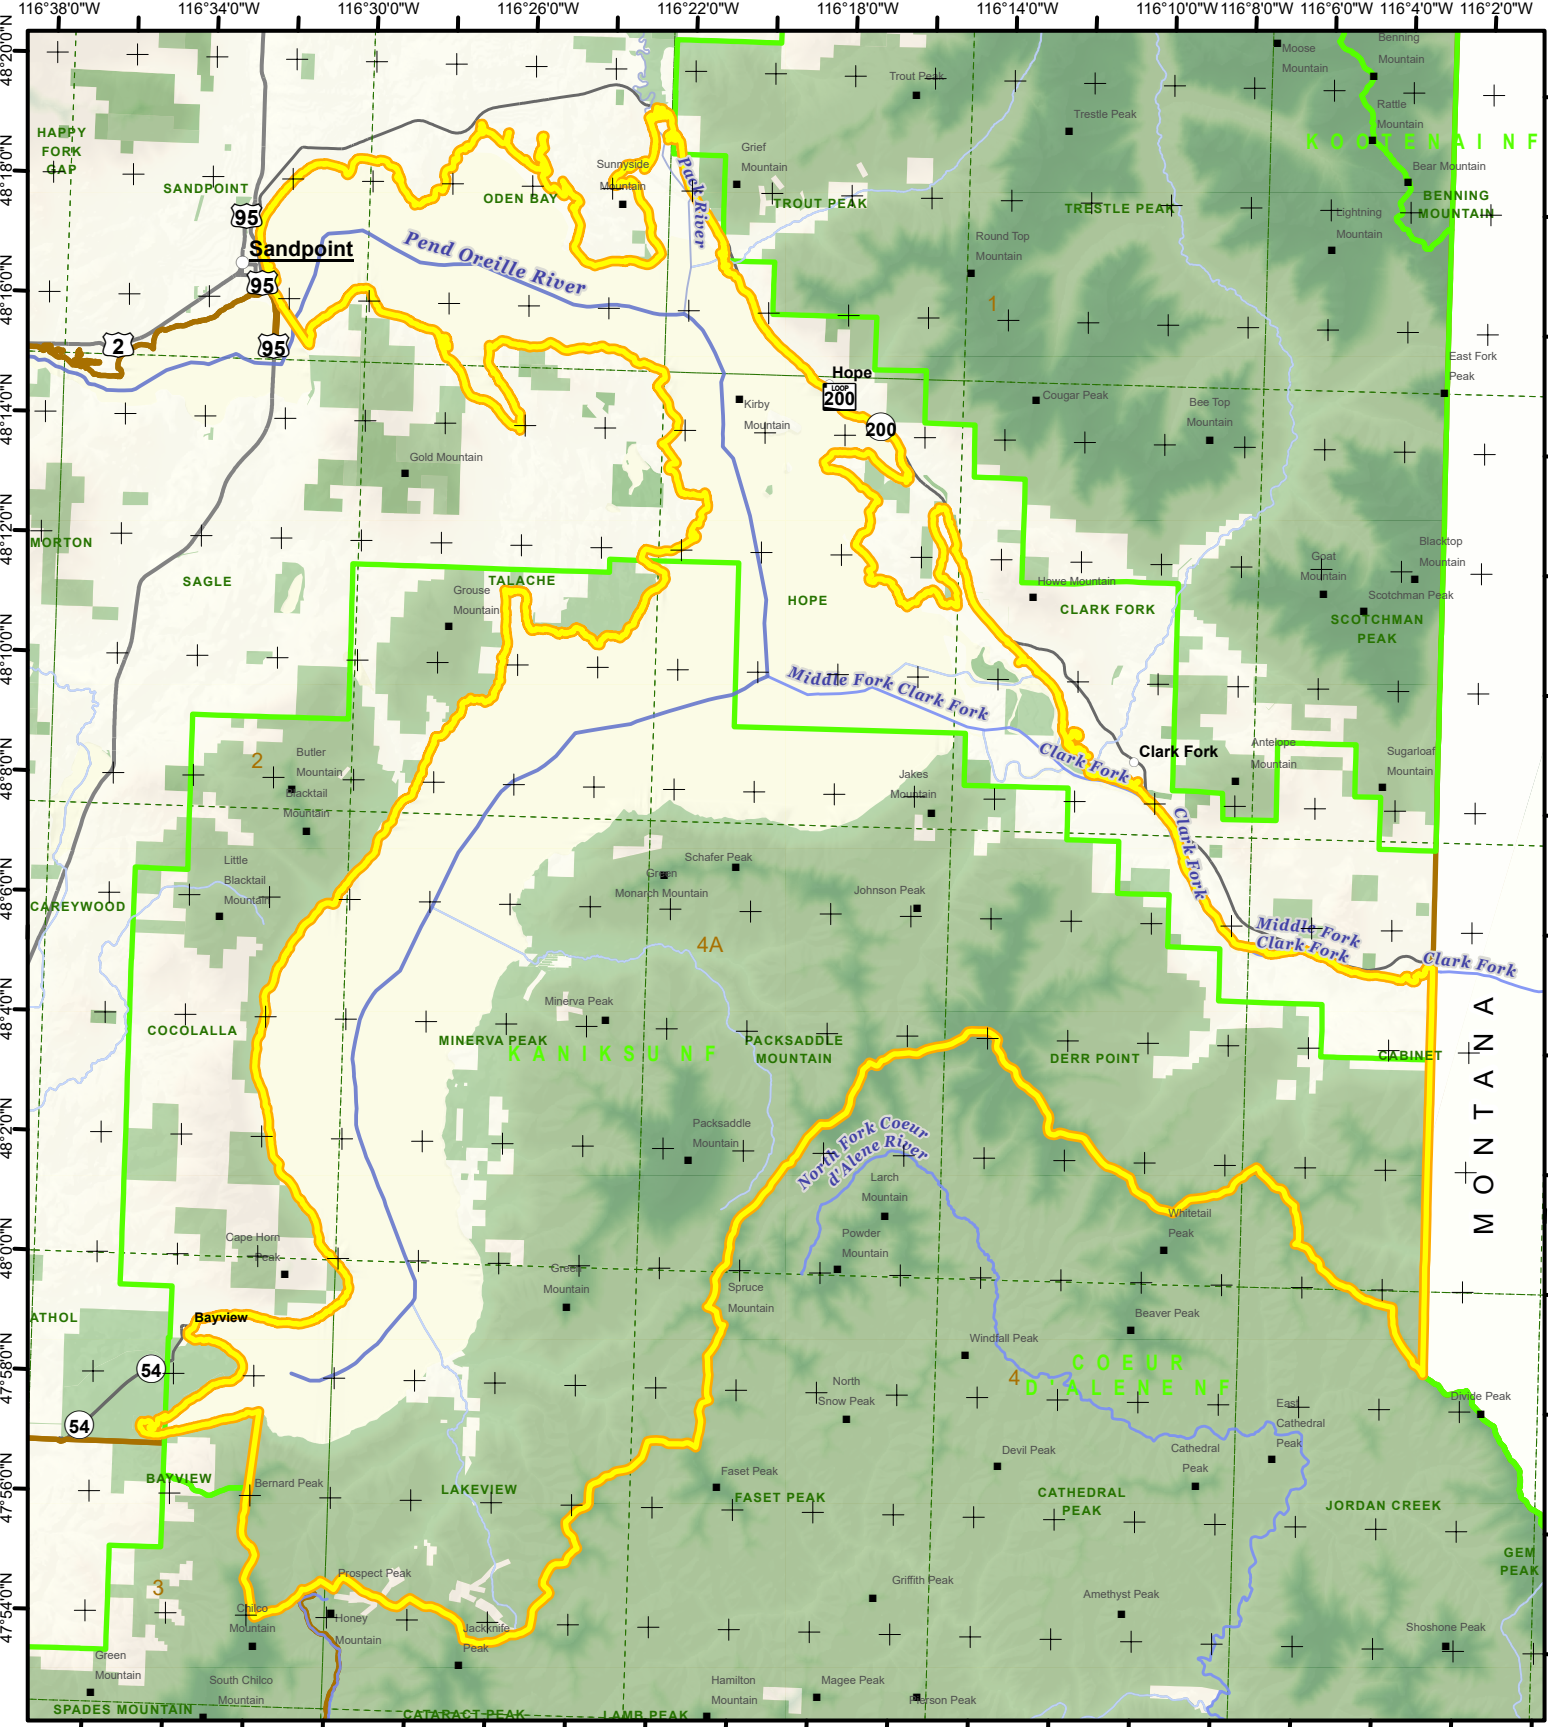 116°38'0"W
116°34'0"W
116°30'0"W
116°26'0"W
116°22'0"W
116°18'0"W
116°14'0"W
116°10'0"W
116°6'0"W
116°2'0"W
48°20'0"N
48°18'0"N
48°16'0"N
48°14'0"N
48°12'0"N
48°10'0"N
48°8'0"N
48°6'0"N
48°4'0"N
48°2'0"N
48°0'0"N
47°58'0"N
47°56'0"N
47°54'0"N
Benning
Mountain
Moose
Mountain
Trout Peak
Rattle
Mountain
Trestle Peak
HAPPY
FORK
GAP
KOOTENAI NF
Grief
Mountain
Sunnyside
Mountain
Bear Mountain
SANDPOINT
ODEN BAY
Pack River
TROUT PEAK
TRESTLE PEAK
BENNING
MOUNTAIN
Lightning
Mountain
95
Sandpoint
Pend Oreille River
Round Top
Mountain
95
1
2
95
East Fork
Peak
Hope
LOOP
200
Kirby
Mountain
Cougar Peak
Bee Top
Mountain
200
Gold Mountain
MORTON
Blacktop
Mountain
Goat
Mountain
SAGLE
TALACHE
Grouse
Mountain
HOPE
Howe Mountain
CLARK FORK
Scotchman Peak
SCOTCHMAN
PEAK
Middle Fork Clark Fork
Clark Fork
Clark Fork
Antelope
Mountain
Sugarloaf
Mountain
2
Butler
Mountain
Blacktail
Mountain
Jakes
Mountain
Clark Fork
Little
Blacktail
Mountain
Schafer Peak
Green
Monarch Mountain
Johnson Peak
CAREYWOOD
4A
Middle Fork
Clark Fork
Clark Fork
Minerva Peak
COCOLALLA
MINERVA PEAK
KANIKSU NF
PACKSADDLE
MOUNTAIN
DERR POINT
CABINET
MONTANA
Packsaddle
Mountain
North Fork Coeur
d'Alene River
Larch
Mountain
Whitetail
Peak
Powder
Mountain
Cape Horn
Peak
Green
Mountain
Spruce
Mountain
ATHOL
Bayview
Beaver Peak
Windfall Peak
54
COEUR
D'ALENE NF
4
North
Snow Peak
Divide Peak
54
East
Cathedral
Peak
Devil Peak
Cathedral
Peak
BAYVIEW
Bernard Peak
LAKEVIEW
Faset Peak
FASET PEAK
CATHEDRAL
PEAK
JORDAN CREEK
GEM
PEAK
3
Prospect Peak
Griffith Peak
Amethyst Peak
Chilco
Mountain
Honey
Mountain
Jackknife
Peak
Shoshone Peak
Green
Mountain
South Chilco
Mountain
Hamilton
Mountain
Magee Peak
Pierson Peak
SPADES MOUNTAIN
CATARACT PEAK
LAMB PEAK